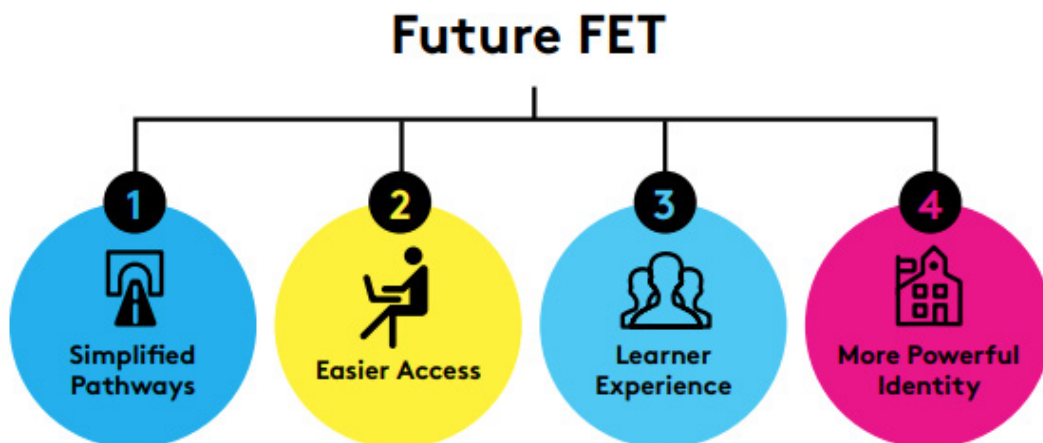 Future FET
1
2
3
4
Simplified
Pathways
Easier Access
Learner
Experience
More Powerful
Identity